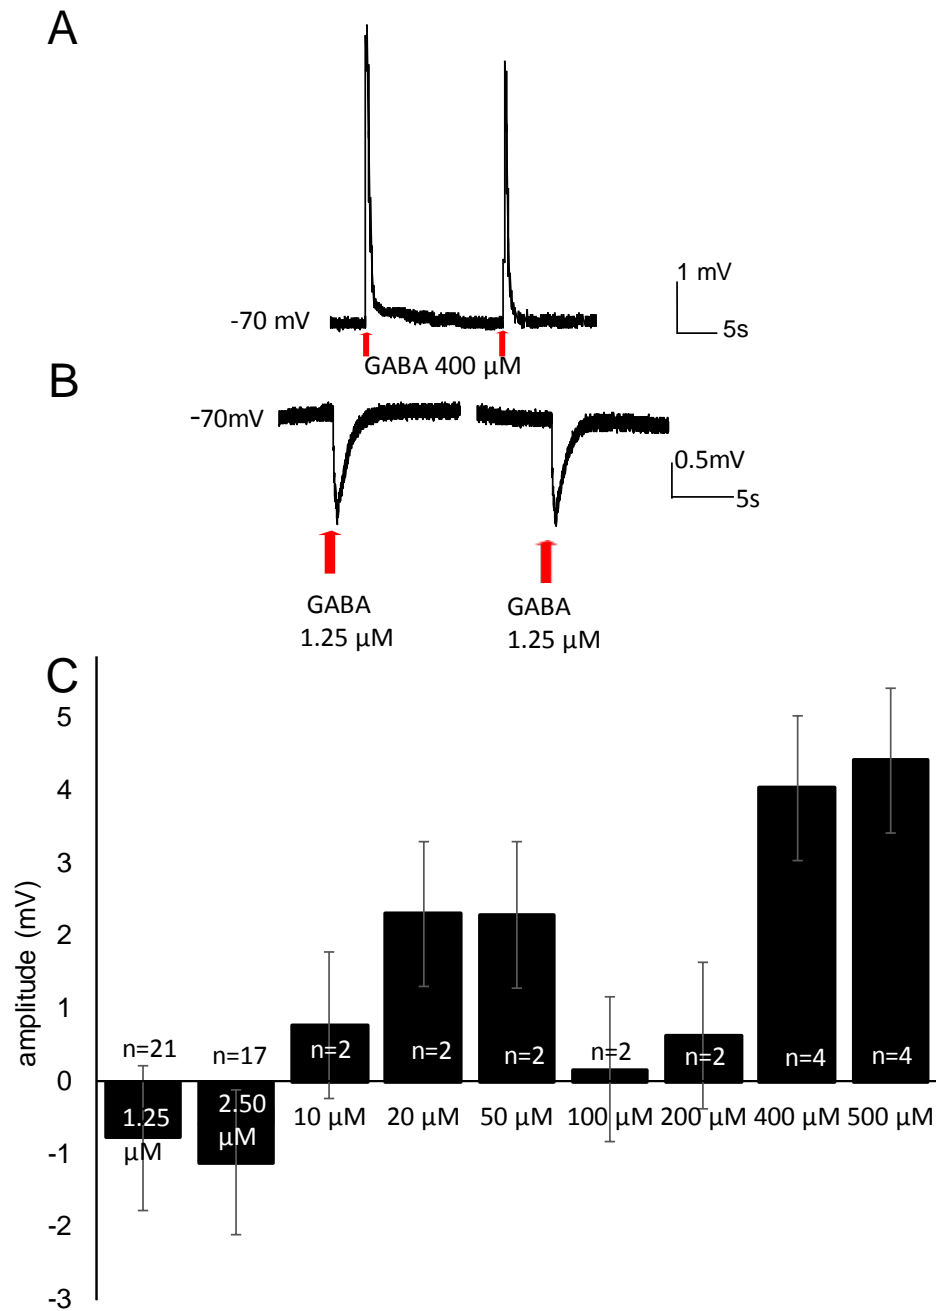 A
1 mV
-70 mV
5s
GABA 400 µM
B
-70mV
0.5mV
5s
GABA
1.25 µM
GABA
1.25 µM
C
5
4
3
2
1
0
-1
-2
-3
amplitude (mV)
n=21
n=17
n=2
n=2
n=2
n=2
n=2
n=4
n=4
1.25
µM
2.50
µM
10 µM
20 µM
50 µM
100 µM
200 µM
400 µM
500 µM